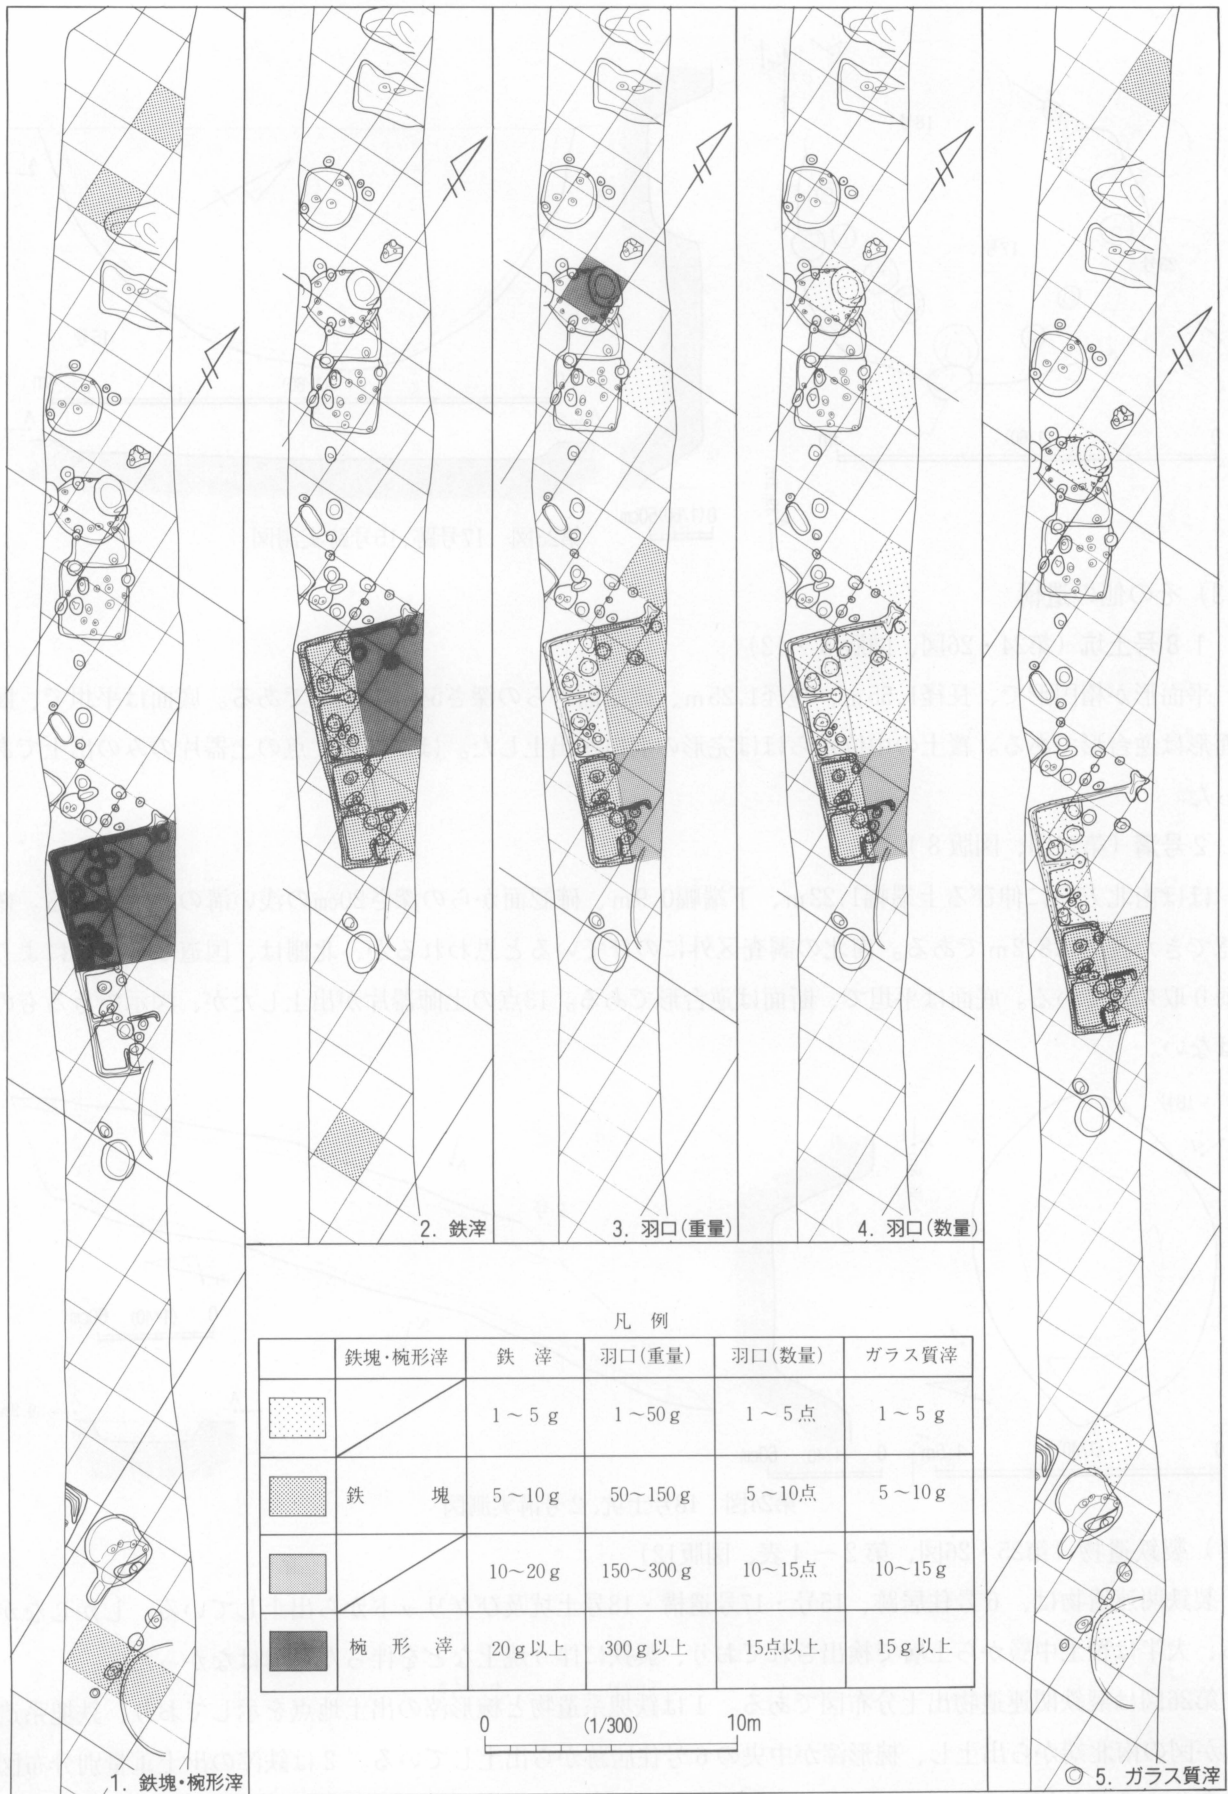 2. 鉄滓
3. 羽口(重量)
4. 羽口(数量)
凡 例
鉄塊・椀形滓 鉄 滓 羽口(重量) 羽口(数量) ガラス質滓
1~5g 1~50g 1~5点 1~5g
鉄 塊 5~10g 50~150g 5~10点 5~10g
10~20g 150~300g 10~15点 10~15g
椀 形 滓 20g以上 300g以上 15点以上 15g以上
0 (1/300) 10m
1. 鉄塊・椀形滓
5. ガラス質滓